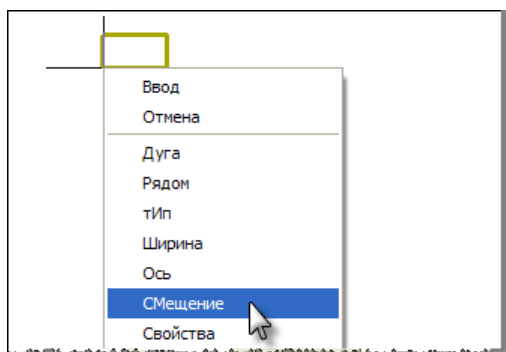 Ввод
Отмена
Дуга
Рядом
тИп
Ширина
Ось
СМещение
Свойства